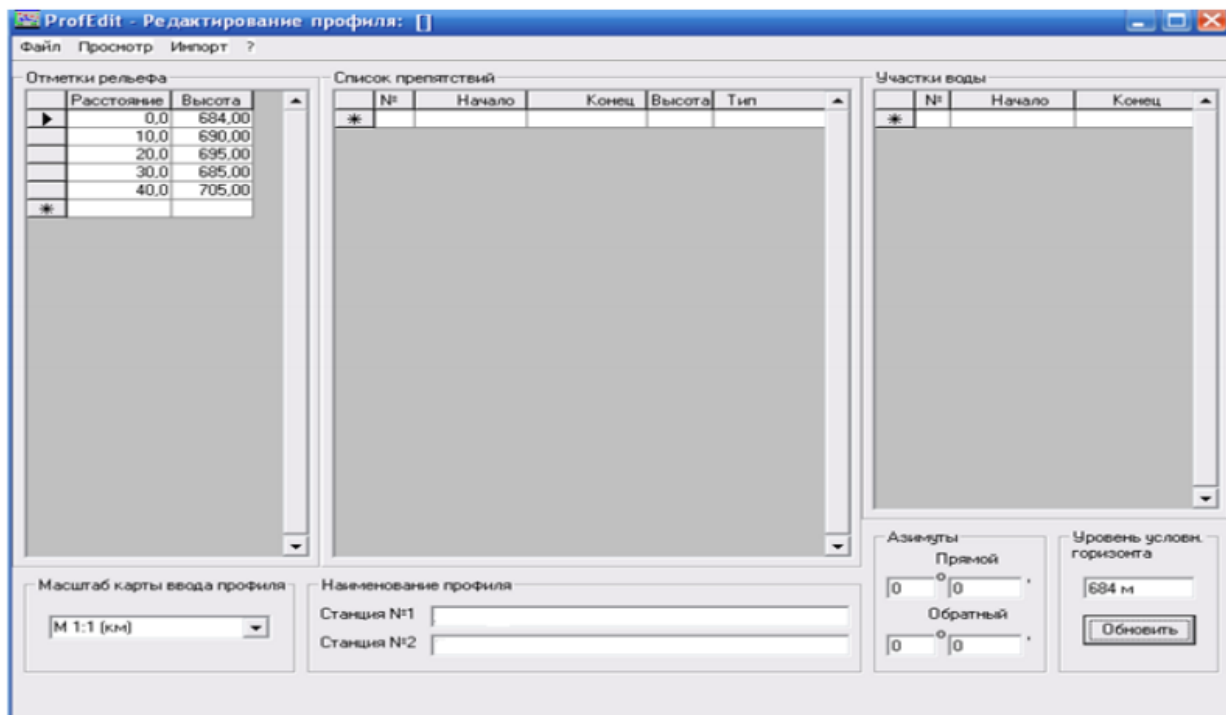 ProfEdit - Редактирование профиля: []
Файл Просмотр Импорт ?
Отметки рельефа
Расстояние Высота
0,0 684,00
10,0 690,00
20,0 695,00
30,0 685,00
40,0 705,00
*
Список препятствий
№ Начало Конец Высота Тип
*
Участки воды
№ Начало Конец
*
Масштаб карты ввода профиля
М 1:1 (км)
Наименование профиля
Станция №1
Станция №2
Азимуты
Прямой
0 ° 0 '
Обратный
0 ° 0 '
Уровень условн.
горизонта
684 м
Обновить